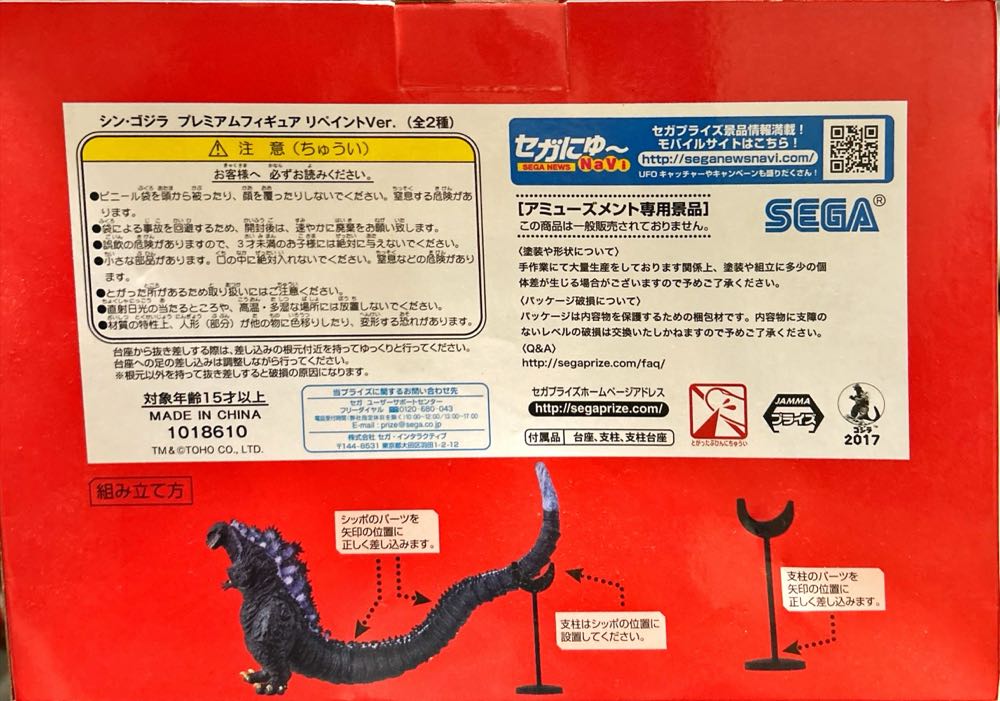 シン・ゴジラ プレミアムフィギュア リペイントVer.（全2種）
⚠ 注 意（ちゅうい）
お客様へ 必ずお読みください。
●ビニール袋を頭から被ったり、顔を覆ったりしないでください。窒息する危険があ
ります。
●袋による事故を回避するため、開封後は、速やかに廃棄をお願い致します。
●誤飲の危険がありますので、3才未満のお子様には絶対に与えないでください。
●小さな部品があります。口の中に絶対入れないでください。窒息などの危険があり
ます。
●とがった所があるため取り扱いにはご注意ください。
●直射日光の当たるところや、高温・多湿な場所には放置しないでください。
●材質の特性上、人形（部分）が他の物に色移りしたり、変形する恐れがあります。
台座から抜き差しする際は、差し込みの根元付近を持ってゆっくりと行ってください。
台座への足の差し込みは調整しながら行ってください。
※根元以外を持って抜き差しすると破損の原因になります。
対象年齢15才以上
MADE IN CHINA
1018610
TM&©TOHO CO., LTD.
当プライズに関するお問い合わせ先
セガ ユーザーサポートセンター
フリーダイヤル 0120-680-043
E-mail : prize@sega.co.jp
株式会社 セガ・インタラクティブ
〒144-8531 東京都大田区羽田1-2-12
セガにゅ〜
SEGA NEWS NaVi
セガプライズ景品情報満載！
モバイルサイトはこちら！
http://seganewsnavi.com/
UFOキャッチャーやキャンペーンも盛りだくさん！
[アミューズメント専用景品]
この商品は一般販売されておりません。
SEGA®
〈塗装や形状について〉
手作業にて大量生産をしております関係上、塗装や組立に多少の個
体差が生じる場合がございますので予めご了承ください。
〈パッケージ破損について〉
パッケージは内容物を保護するための梱包材です。内容物に支障の
ないレベルの破損は交換いたしかねますので予めご了承ください。
〈Q&A〉
http://segaprize.com/faq/
セガプライズホームページアドレス
http://segaprize.com/
付属品 台座、支柱、支柱台座
とがったぶひんにちゅうい
JAMMA
プライズ
ゴジラ
2017
組み立て方
シッポのパーツを
矢印の位置に
正しく差し込みます。
支柱はシッポの位置に
設置してください。
支柱のパーツを
矢印の位置に
正しく差し込みます。